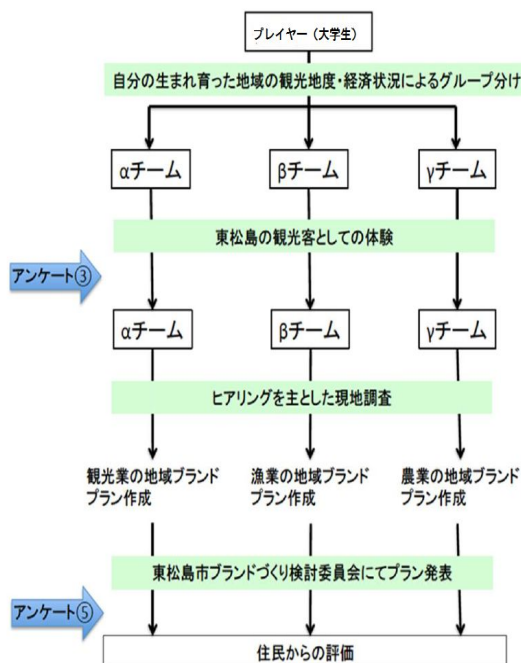 プレイヤー（大学生）
自分の生まれ育った地域の観光地度・経済状況によるグループ分け
αチーム
βチーム
γチーム
東松島の観光客としての体験
アンケート③
αチーム
βチーム
γチーム
ヒアリングを主とした現地調査
観光業の地域ブランド
プラン作成
漁業の地域ブランド
プラン作成
農業の地域ブランド
プラン作成
東松島市ブランドづくり検討委員会にてプラン発表
アンケート⑤
住民からの評価